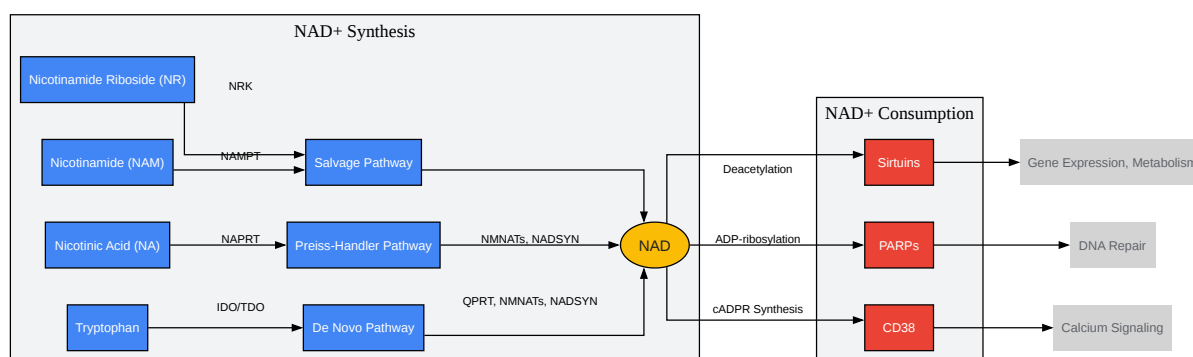 NAD+ Synthesis
Nicotinamide Riboside (NR)
NRK
NAD+ Consumption
Nicotinamide (NAM)
NAMPT
Salvage Pathway
Deacetylation
Sirtuins
Gene Expression, Metabolism
Nicotinic Acid (NA)
NAPRT
Preiss-Handler Pathway
NMNATs, NADSYN
NAD
ADP-ribosylation
PARPs
DNA Repair
Tryptophan
IDO/TDO
De Novo Pathway
QPRT, NMNATs, NADSYN
cADPR Synthesis
CD38
Calcium Signaling